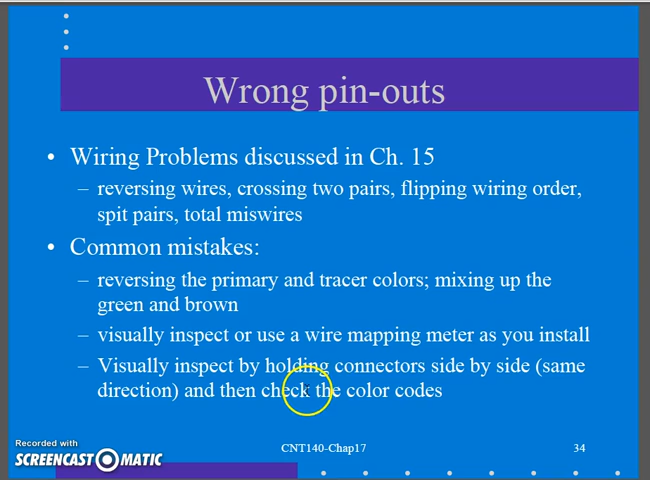 Wrong pin-outs
• Wiring Problems discussed in Ch. 15
– reversing wires, crossing two pairs, flipping wiring order,
spit pairs, total miswires
• Common mistakes:
– reversing the primary and tracer colors; mixing up the
green and brown
– visually inspect or use a wire mapping meter as you install
– Visually inspect by holding connectors side by side (same
direction) and then check the color codes
Recorded with
SCREENCAST-O-MATIC
CNT140-Chap17
34